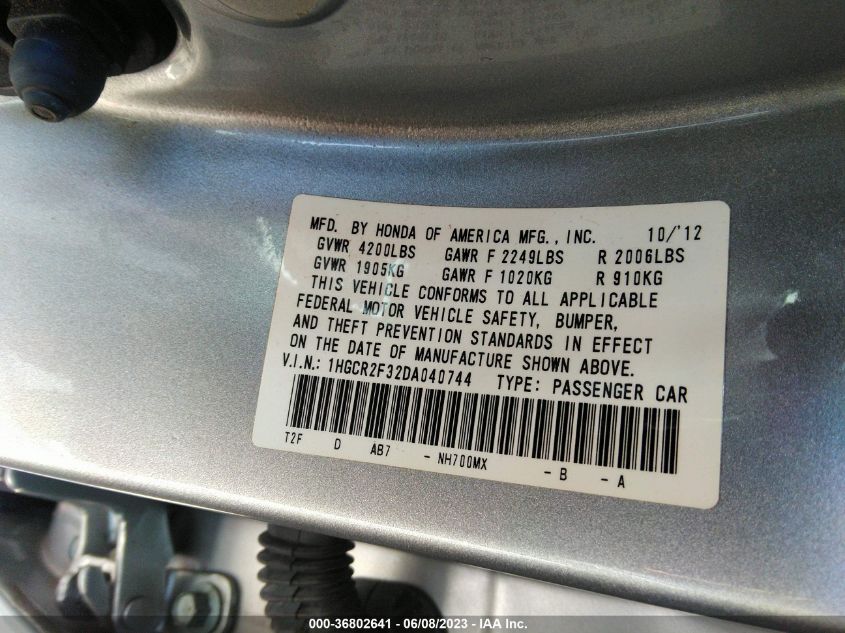 MFD. BY HONDA OF AMERICA MFG., INC. 10/'12
GVWR 4200LBS GAWR F 2249LBS R 2006LBS
GVWR 1905KG GAWR F 1020KG R 910KG
THIS VEHICLE CONFORMS TO ALL APPLICABLE
FEDERAL MOTOR VEHICLE SAFETY, BUMPER,
AND THEFT PREVENTION STANDARDS IN EFFECT
ON THE DATE OF MANUFACTURE SHOWN ABOVE.
V.I.N.: 1HGCR2F32DA040744 TYPE: PASSENGER CAR
T2F D AB7 - NH700MX - B - A
000-36802641 - 06/08/2023 - IAA Inc.